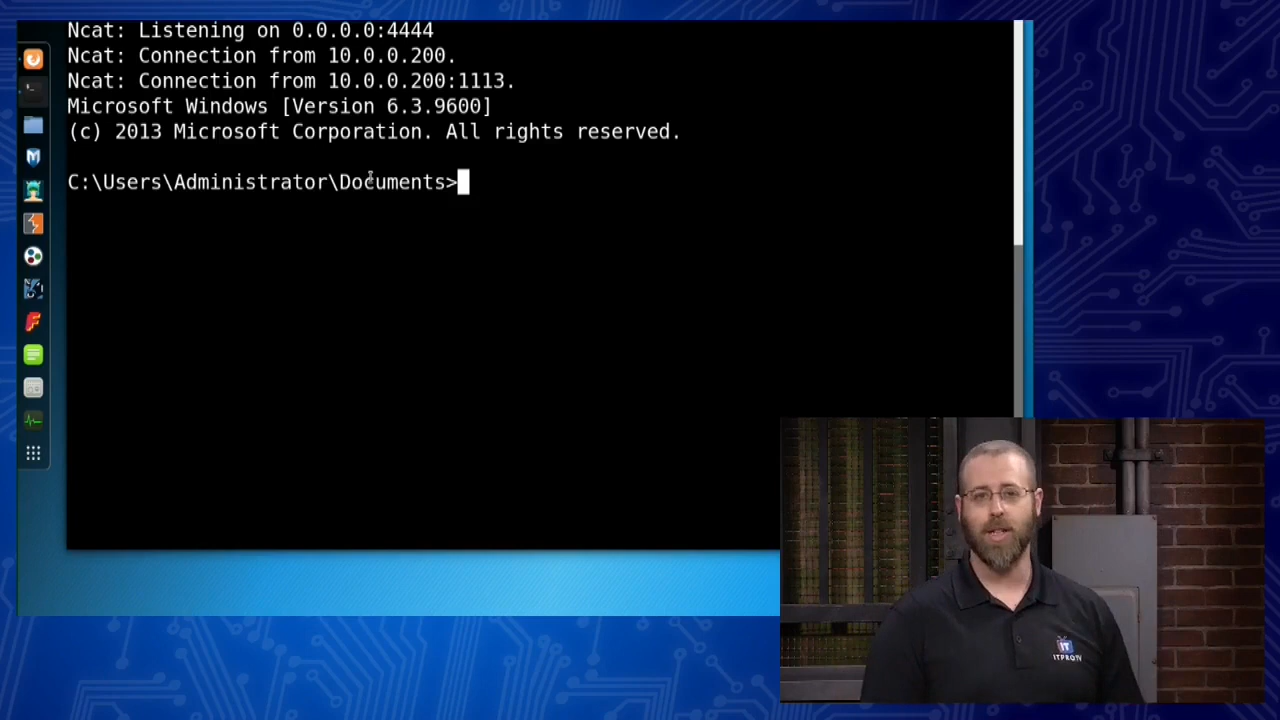 Ncat: Listening on 0.0.0.0:4444
Ncat: Connection from 10.0.0.200.
Ncat: Connection from 10.0.0.200:1113.
Microsoft Windows [Version 6.3.9600]
(c) 2013 Microsoft Corporation. All rights reserved.
C:\Users\Administrator\Documents>
IT
ITPROTV